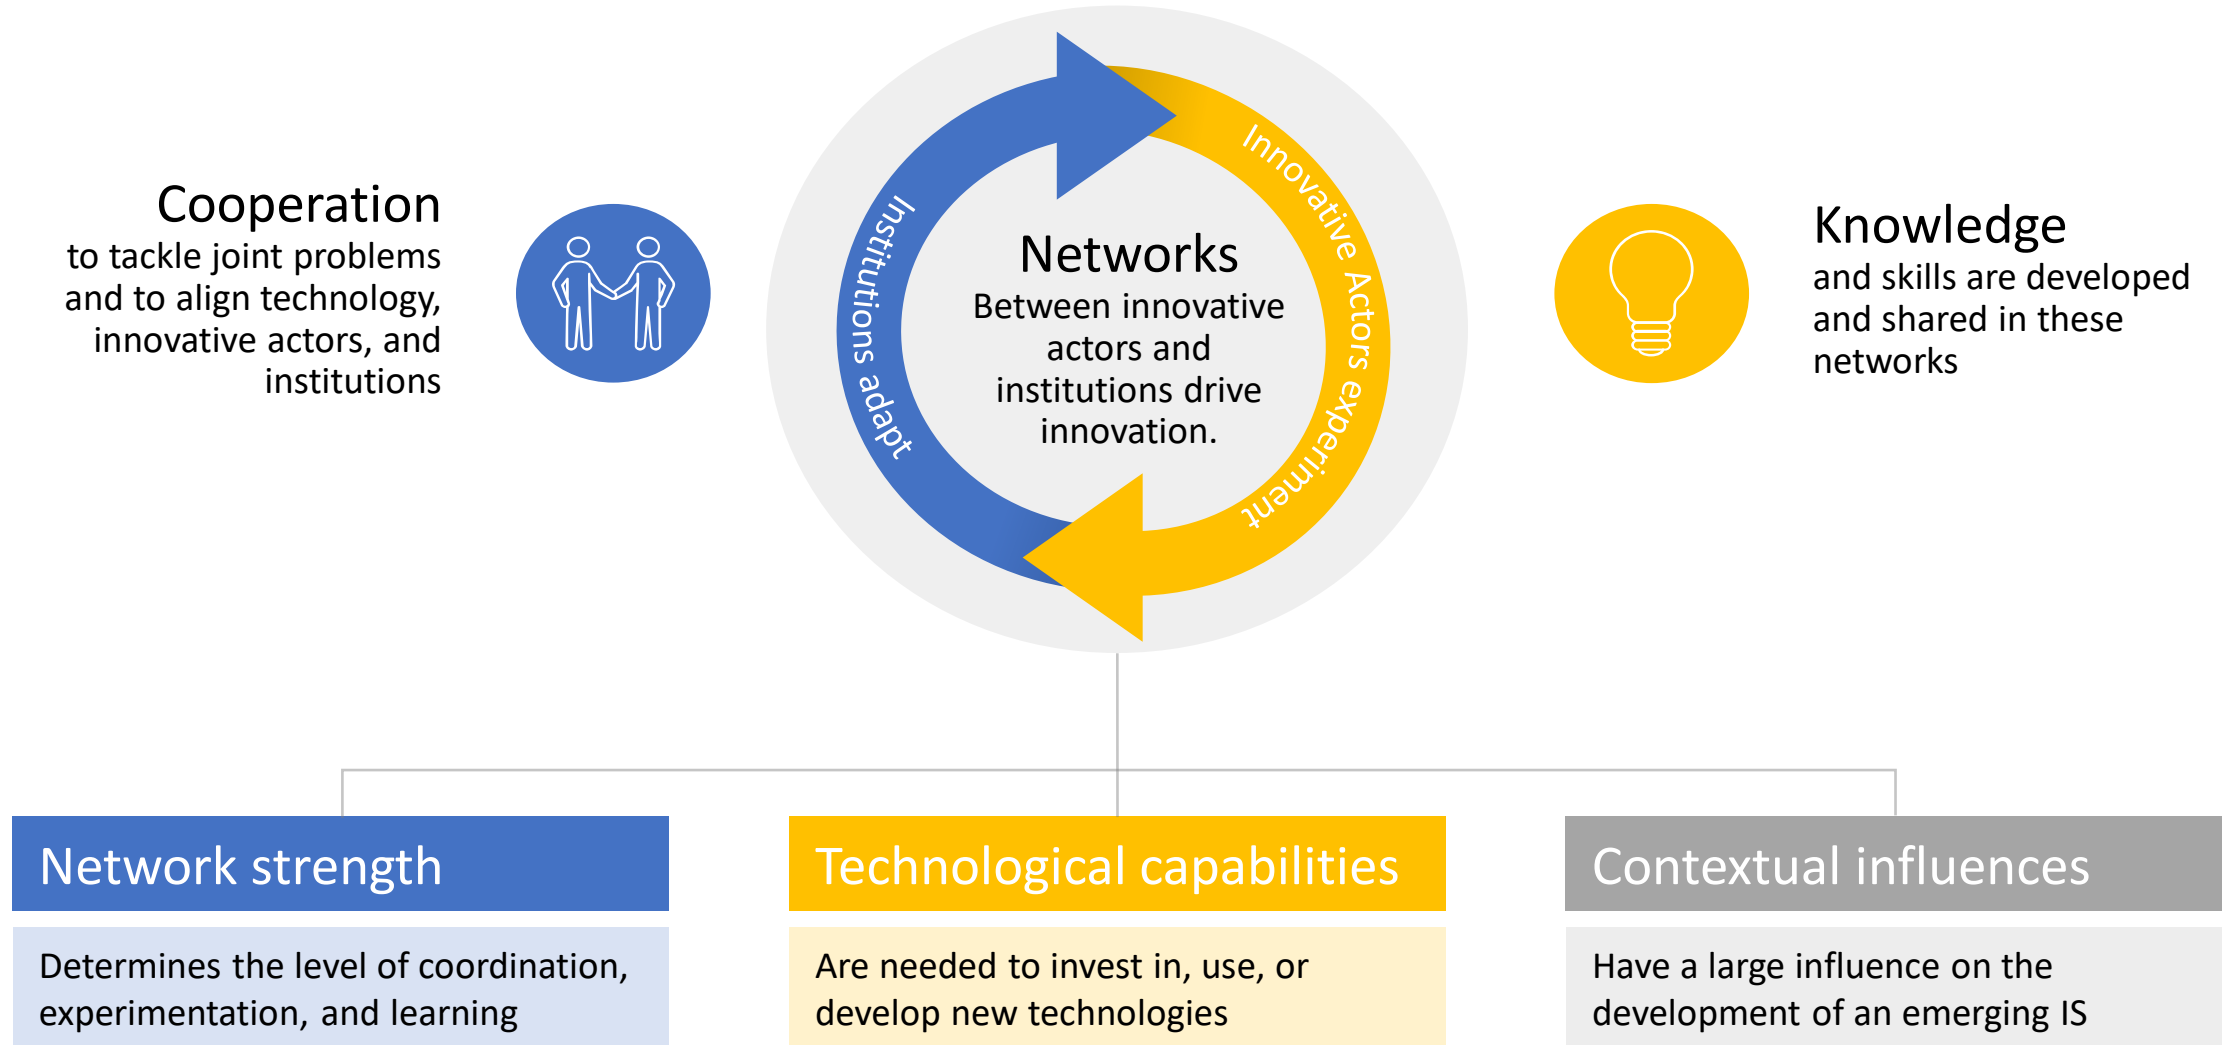 Cooperation
to tackle joint problems
and to align technology,
innovative actors, and
institutions
Institutions adapt
Networks
Between innovative
actors and
institutions drive
innovation.
Innovative Actors experiment
Knowledge
and skills are developed
and shared in these
networks
Network strength
Determines the level of coordination,
experimentation, and learning
Technological capabilities
Are needed to invest in, use, or
develop new technologies
Contextual influences
Have a large influence on the
development of an emerging IS